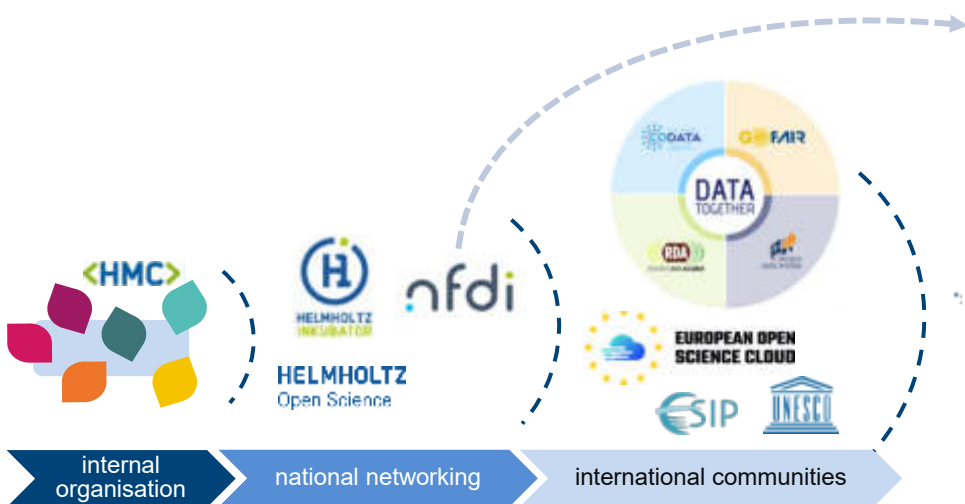 <HMC>
HELMHOLTZ
INKUBATOR
nfdi
HELMHOLTZ
Open Science
CODATA
GO FAIR
DATA
TOGETHER
RDA
EUROPEAN OPEN
SCIENCE CLOUD
ESIP
UNESCO
internal
organisation
national networking
international communities